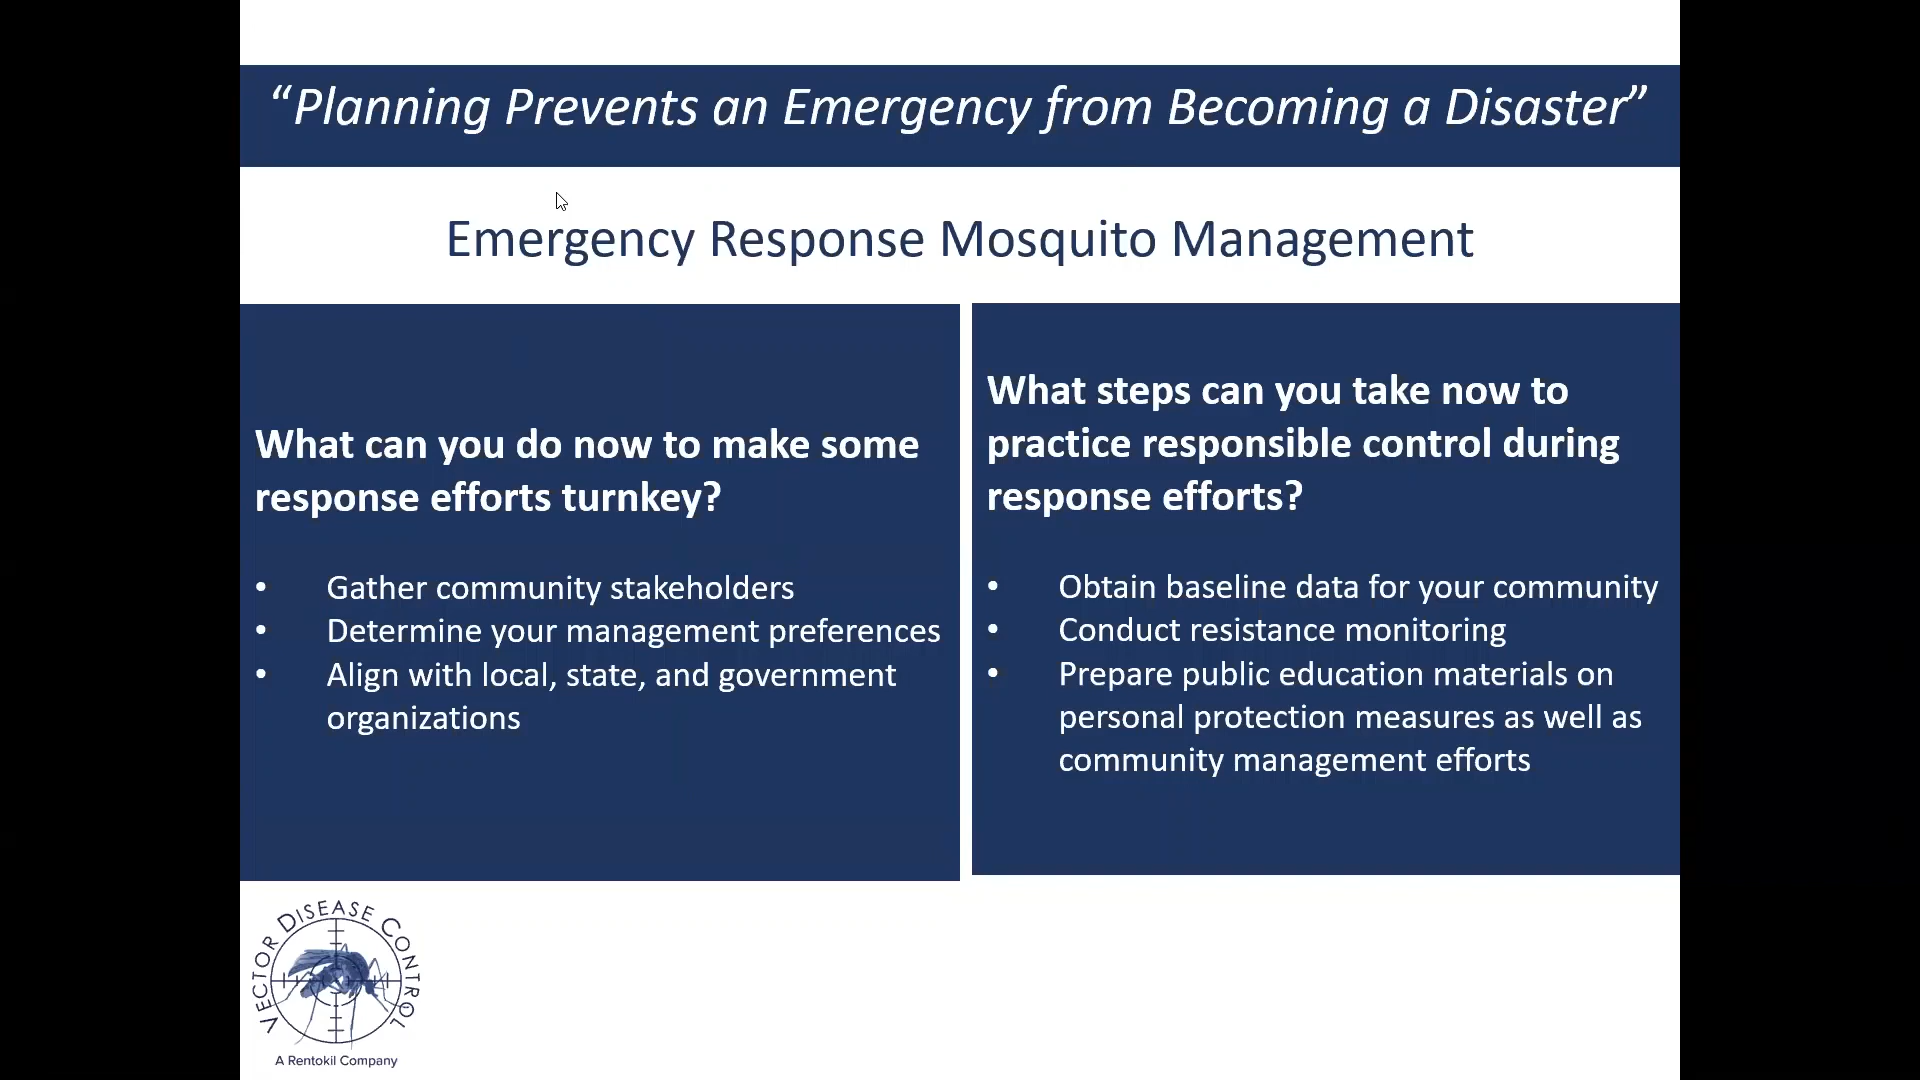 “Planning Prevents an Emergency from Becoming a Disaster”
Emergency Response Mosquito Management
What can you do now to make some
response efforts turnkey?
• Gather community stakeholders
• Determine your management preferences
• Align with local, state, and government
organizations
What steps can you take now to
practice responsible control during
response efforts?
• Obtain baseline data for your community
• Conduct resistance monitoring
• Prepare public education materials on
personal protection measures as well as
community management efforts
VECTOR DISEASE CONTROL
A Rentokil Company